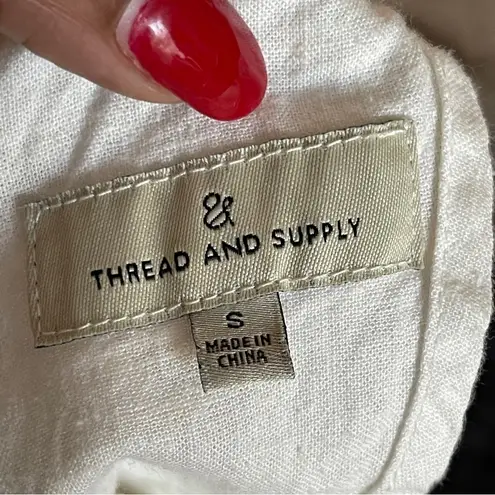 &
THREAD AND SUPPLY
S
MADE IN
CHINA